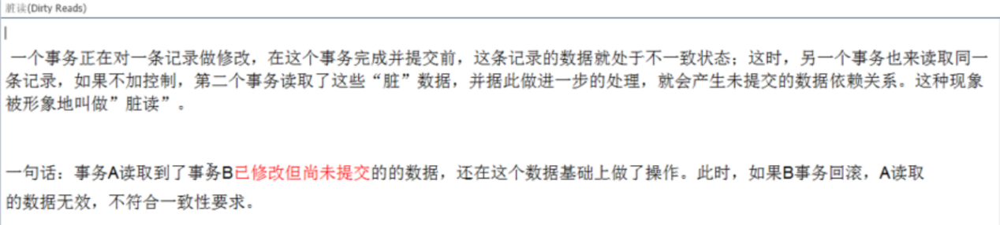 脏读(Dirty Reads)
一个事务正在对一条记录做修改，在这个事务完成并提交前，这条记录的数据就处于不一致状态；这时，另一个事务也来读取同一
条记录，如果不加控制，第二个事务读取了这些“脏”数据，并据此做进一步的处理，就会产生未提交的数据依赖关系。这种现象
被形象地叫做”脏读”。
一句话：事务A读取到了事务B已修改但尚未提交的的数据，还在这个数据基础上做了操作。此时，如果B事务回滚，A读取
的数据无效，不符合一致性要求。